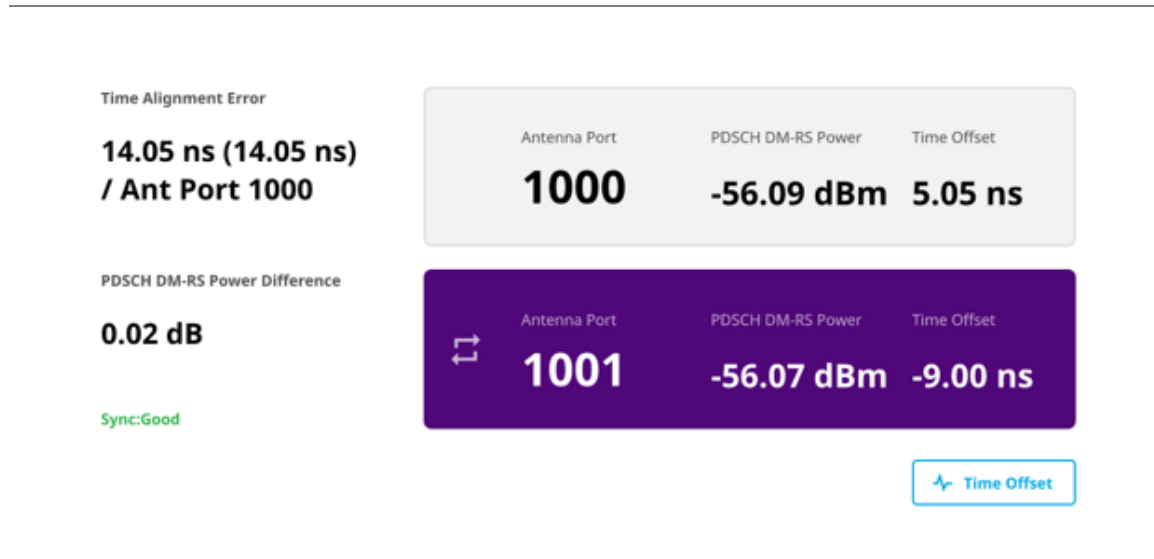 Time Alignment Error
14.05 ns (14.05 ns)
/ Ant Port 1000
PDSCH DM-RS Power Difference
0.02 dB
Sync:Good
Antenna Port
PDSCH DM-RS Power
Time Offset
1000
-56.09 dBm
5.05 ns
Antenna Port
PDSCH DM-RS Power
Time Offset
1001
-56.07 dBm
-9.00 ns
Time Offset